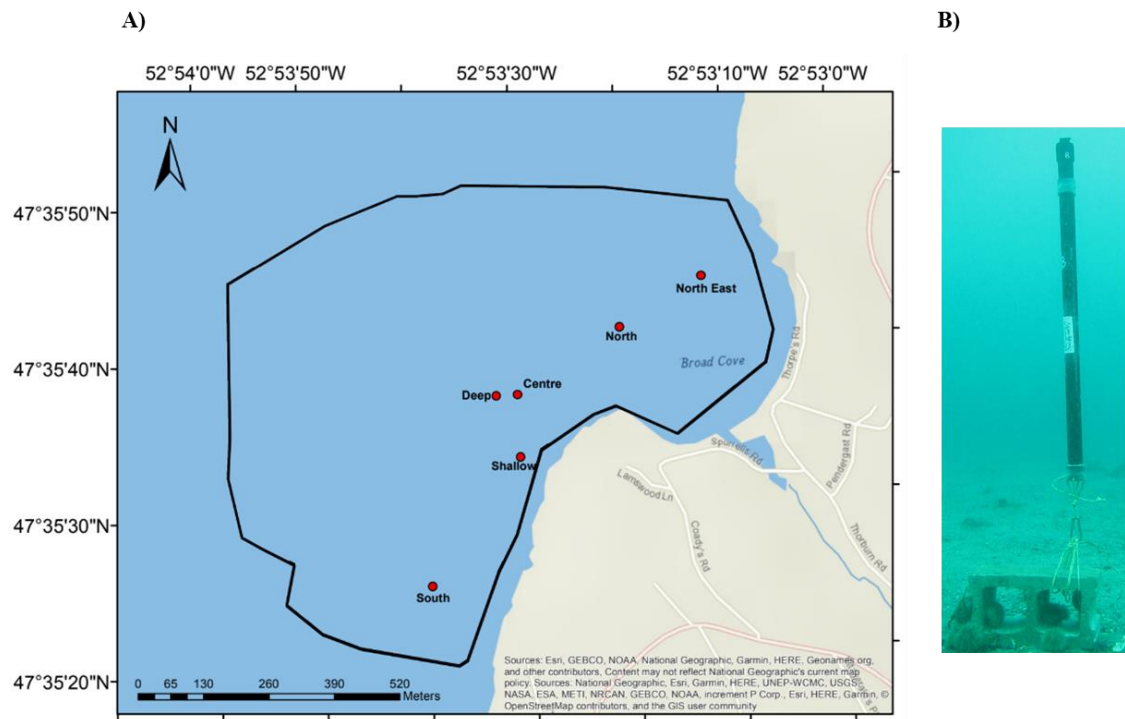 A)
B)
52°54'0"W 52°53'50"W 52°53'30"W 52°53'10"W 52°53'0"W
N
47°35'50"N
47°35'40"N
47°35'30"N
47°35'20"N
North East
North
Broad Cove
Centre
Deep
Shallow
South
Thorpe's Rd
Pendergast Rd
Spurrells Rd
Lamswood Ln
Coady's Rd
Thorburn Rd
0 65 130 260 390 520
Meters
Sources: Esri, GEBCO, NOAA, National Geographic, Garmin, HERE, Geonames.org,
and other contributors, Content may not reflect National Geographic's current map
policy. Sources: National Geographic, Esri, Garmin, HERE, UNEP-WCMC, USGS,
NASA, ESA, METI, NRCAN, GEBCO, NOAA, increment P Corp., Esri, HERE, Garmin, ©
OpenStreetMap contributors, and the GIS user community